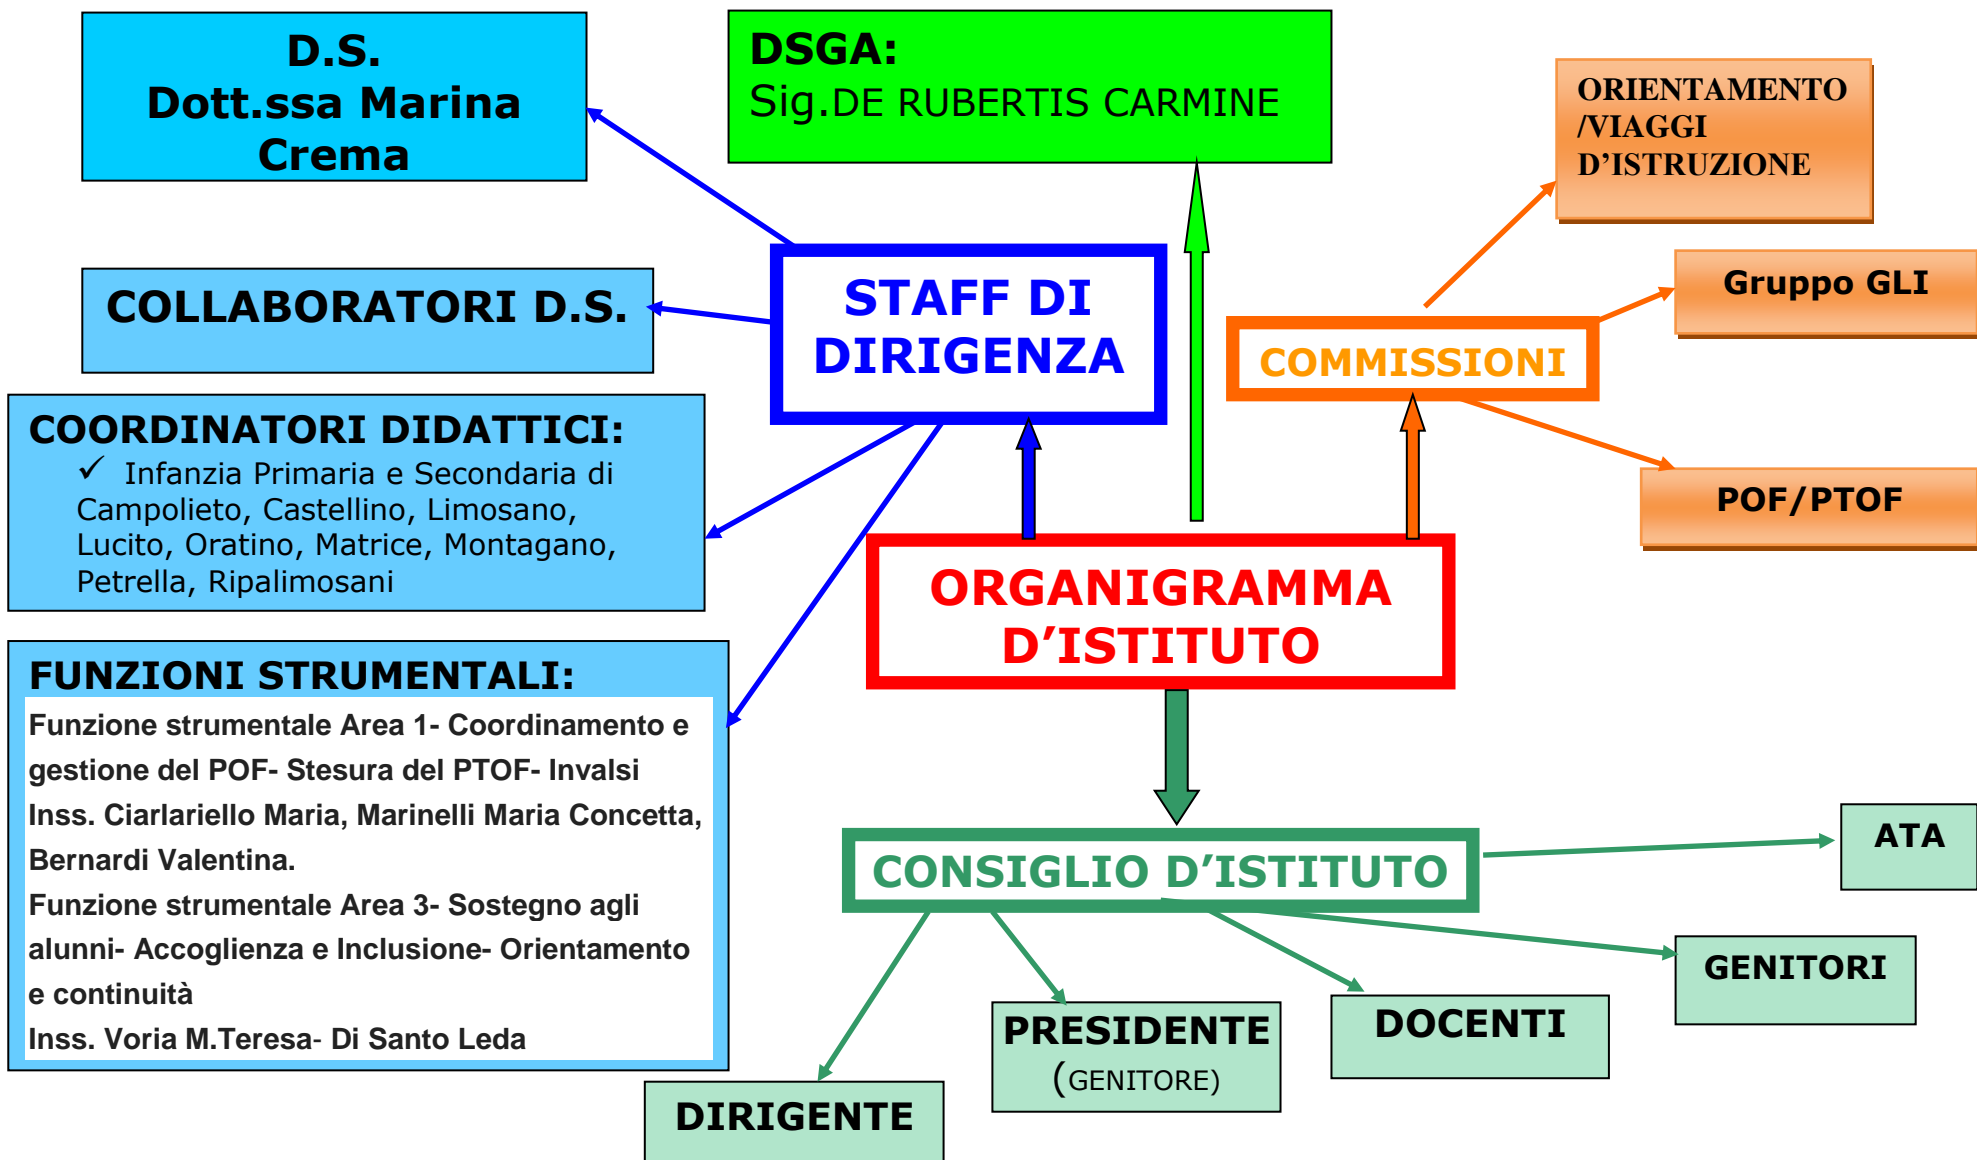 D.S.
Dott.ssa Marina
Crema
DSGA:
Sig.DE RUBERTIS CARMINE
ORIENTAMENTO
/VIAGGI
D’ISTRUZIONE
COLLABORATORI D.S.
STAFF DI
DIRIGENZA
Gruppo GLI
COMMISSIONI
COORDINATORI DIDATTICI:
✓ Infanzia Primaria e Secondaria di
Campolieto, Castellino, Limosano,
Lucito, Oratino, Matrice, Montagano,
Petrella, Ripalimosani
POF/PTOF
ORGANIGRAMMA
D’ISTITUTO
FUNZIONI STRUMENTALI:
Funzione strumentale Area 1- Coordinamento e
gestione del POF- Stesura del PTOF- Invalsi
Inss. Ciarlariello Maria, Marinelli Maria Concetta,
Bernardi Valentina.
Funzione strumentale Area 3- Sostegno agli
alunni- Accoglienza e Inclusione- Orientamento
e continuità
Inss. Voria M.Teresa- Di Santo Leda
CONSIGLIO D’ISTITUTO
ATA
GENITORI
DOCENTI
PRESIDENTE
(GENITORE)
DIRIGENTE